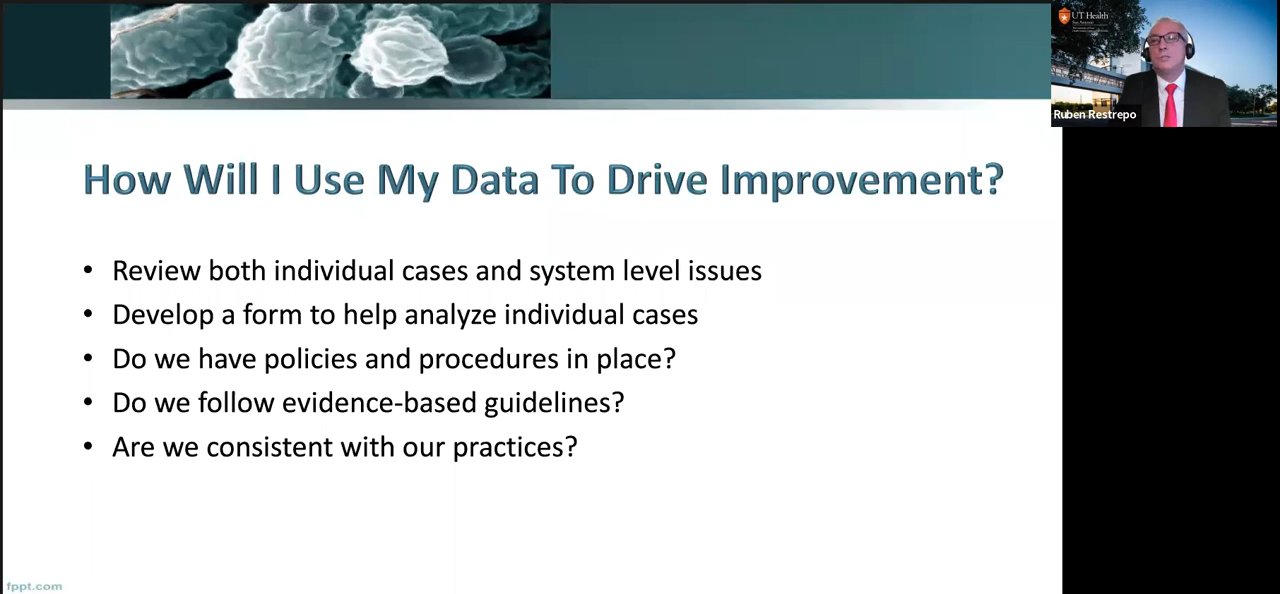 UT Health
San Antonio
Ruben Restrepo
How Will I Use My Data To Drive Improvement?
• Review both individual cases and system level issues
• Develop a form to help analyze individual cases
• Do we have policies and procedures in place?
• Do we follow evidence-based guidelines?
• Are we consistent with our practices?
fppt.com